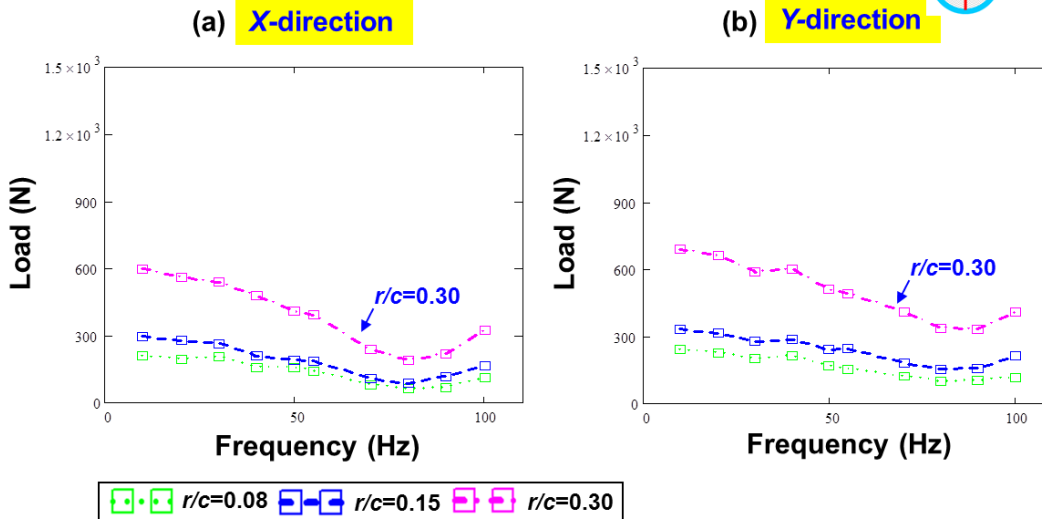 (a) X-direction
(b) Y-direction
1.5 × 10³
1.2 × 10³
900
600
300
0
Load (N)
r/c=0.30
0 50 100
Frequency (Hz)
1.5 × 10³
1.2 × 10³
900
600
300
0
Load (N)
r/c=0.30
0 50 100
Frequency (Hz)
r/c=0.08 r/c=0.15 r/c=0.30